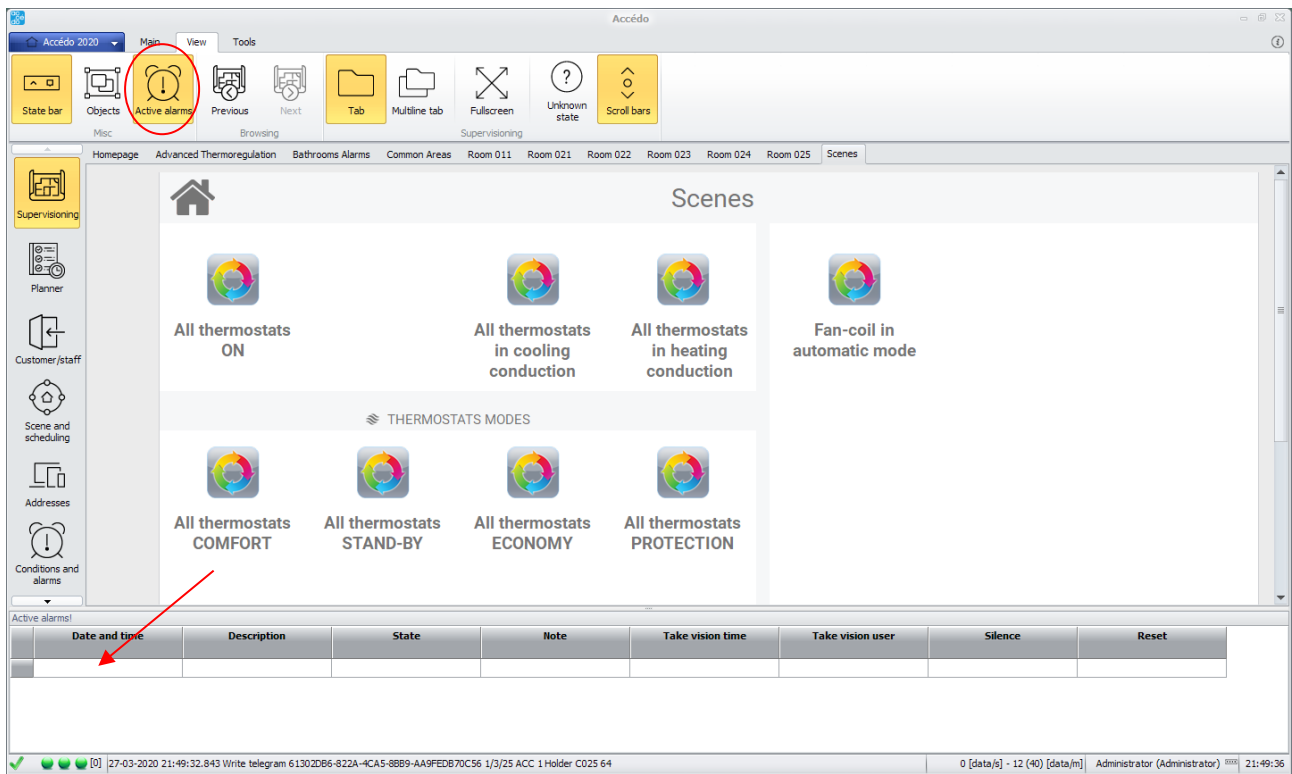 Accédo
Accédo 2020 Main View Tools
State bar Objects Active alarms Previous Next Tab Multiline tab Fullscreen Unknown state Scroll bars
Misc Browsing Supervisioning
Homepage Advanced Thermoregulation Bathrooms Alarms Common Areas Room 011 Room 021 Room 022 Room 023 Room 024 Room 025 Scenes
Supervisioning
Planner
Customer/staff
Scene and
scheduling
Addresses
Conditions and
alarms
Scenes
All thermostats
ON
All thermostats
in cooling
conduction
All thermostats
in heating
conduction
Fan-coil in
automatic mode
THERMOSTATS MODES
All thermostats
COMFORT
All thermostats
STAND-BY
All thermostats
ECONOMY
All thermostats
PROTECTION
Active alarms!
Date and time Description State Note Take vision time Take vision user Silence Reset
[0] 27-03-2020 21:49:32.843 Write telegram 61302DB6-822A-4CA5-8BB9-AA9FEDB70C56 1/3/25 ACC 1 Holder C025 64 0 [data/s] - 12 (40) [data/m] Administrator (Administrator) 21:49:36